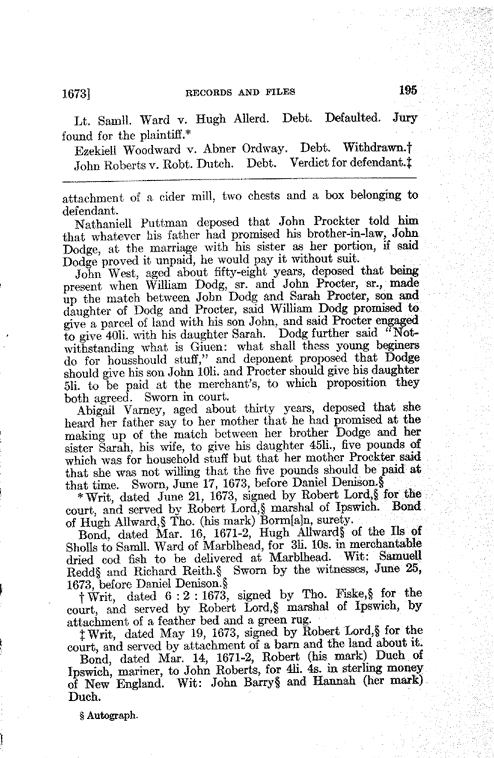 1673] RECORDS AND FILES 195
Lt. Samll. Ward v. Hugh Allerd. Debt. Defaulted. Jury
found for the plaintiff.*
Ezekiell Woodward v. Abner Ordway. Debt. Withdrawn.†
John Roberts v. Robt. Dutch. Debt. Verdict for defendant.‡
attachment of a cider mill, two chests and a box belonging to
defendant.
Nathaniell Puttman deposed that John Prockter told him
that whatever his father had promised his brother-in-law, John
Dodge, at the marriage with his sister as her portion, if said
Dodge proved it unpaid, he would pay it without suit.
John West, aged about fifty-eight years, deposed that being
present when William Dodg, sr. and John Procter, sr., made
up the match between John Dodg and Sarah Procter, son and
daughter of Dodg and Procter, said William Dodg promised to
give a parcel of land with his son John, and said Procter engaged
to give 40li. with his daughter Sarah. Dodg further said "Not-
withstanding what is Giuen: what shall thess young beginers
do for housshould stuff," and deponent proposed that Dodge
should give his son John 10li. and Procter should give his daughter
5li. to be paid at the merchant's, to which proposition they
both agreed. Sworn in court.
Abigail Varney, aged about thirty years, deposed that she
heard her father say to her mother that he had promised at the
making up of the match between her brother Dodge and her
sister Sarah, his wife, to give his daughter 45li., five pounds of
which was for household stuff but that her mother Prockter said
that she was not willing that the five pounds should be paid at
that time. Sworn, June 17, 1673, before Daniel Denison.§
* Writ, dated June 21, 1673, signed by Robert Lord,§ for the
court, and served by Robert Lord,§ marshal of Ipswich. Bond
of Hugh Allward,§ Tho. (his mark) Borm[a]n, surety.
Bond, dated Mar. 16, 1671-2, Hugh Allward§ of the Ils of
Sholls to Samll. Ward of Marblhead, for 3li. 10s. in merchantable
dried cod fish to be delivered at Marblhead. Wit: Samuell
Redd§ and Richard Reith.§ Sworn by the witnesses, June 25,
1673, before Daniel Denison.§
† Writ, dated 6 : 2 : 1673, signed by Tho. Fiske,§ for the
court, and served by Robert Lord,§ marshal of Ipswich, by
attachment of a feather bed and a green rug.
‡ Writ, dated May 19, 1673, signed by Robert Lord,§ for the
court, and served by attachment of a barn and the land about it.
Bond, dated Mar. 14, 1671-2, Robert (his mark) Duch of
Ipswich, mariner, to John Roberts, for 4li. 4s. in sterling money
of New England. Wit: John Barry§ and Hannah (her mark)
Duch.
§ Autograph.